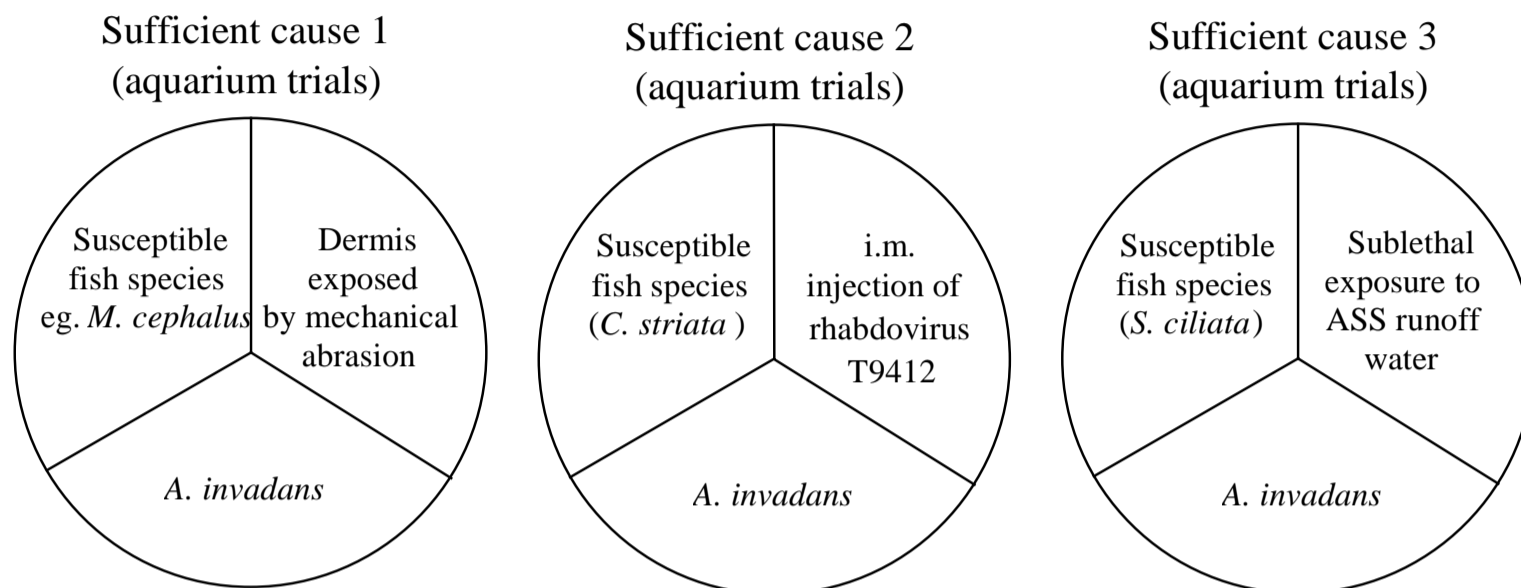 Sufficient cause 1
(aquarium trials)
Susceptible
fish species
eg. M. cephalus
Dermis
exposed
by mechanical
abrasion
A. invadans
Sufficient cause 2
(aquarium trials)
Susceptible
fish species
(C. striata )
i.m.
injection of
rhabdovirus
T9412
A. invadans
Sufficient cause 3
(aquarium trials)
Susceptible
fish species
(S. ciliata)
Sublethal
exposure to
ASS runoff
water
A. invadans